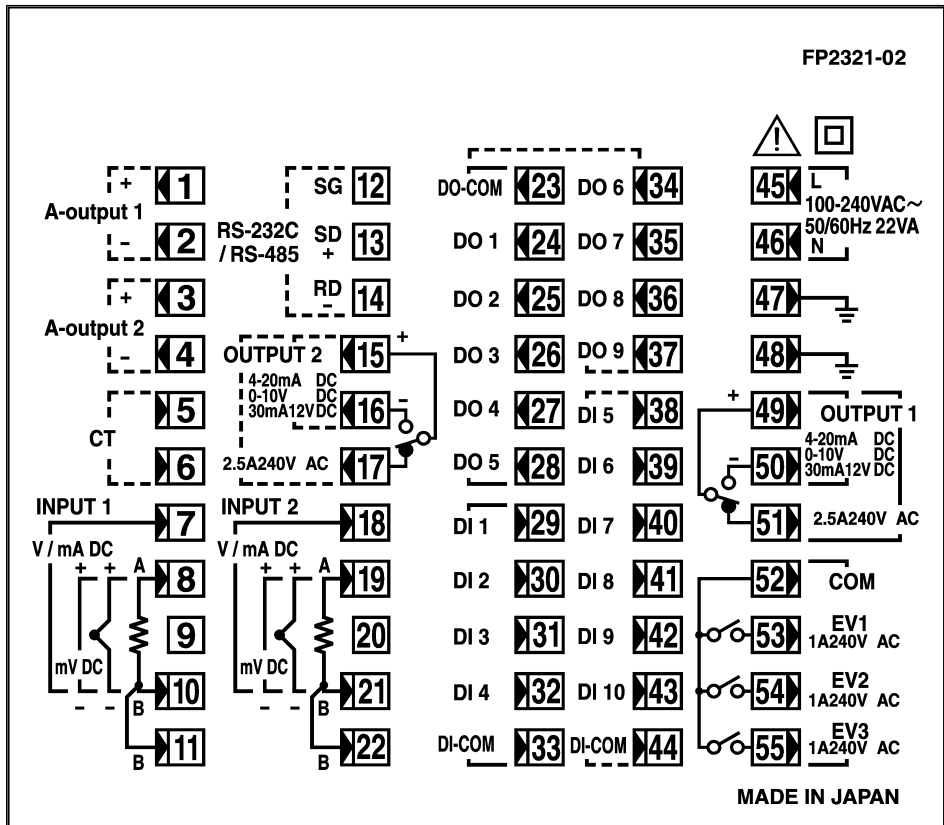 FP2321-02
A-output 1
+
1
-
2
A-output 2
+
3
-
4
CT
5
6
INPUT 1
7
V / mA DC
+ + A
8
9
mV DC
10
- - B
11
B
RS-232C
/ RS-485
SG 12
SD
+
13
RD
-
14
OUTPUT 2
15
+
4-20mA DC
0-10V DC
30mA12V DC
16
-
2.5A240V AC
17
INPUT 2
18
V / mA DC
+ + A
19
20
mV DC
21
- - B
22
B
DO-COM 23
DO 1 24
DO 2 25
DO 3 26
DO 4 27
DO 5 28
DI 1 29
DI 2 30
DI 3 31
DI 4 32
DI-COM 33
DO 6 34
DO 7 35
DO 8 36
DO 9 37
DI 5 38
DI 6 39
DI 7 40
DI 8 41
DI 9 42
DI 10 43
DI-COM 44
!
45 L
100-240VAC～
50/60Hz 22VA
46 N
47
48
+
49
OUTPUT 1
-
50
4-20mA DC
0-10V DC
30mA12V DC
51
2.5A240V AC
52 COM
53
EV1
1A240V AC
54
EV2
1A240V AC
55
EV3
1A240V AC
MADE IN JAPAN